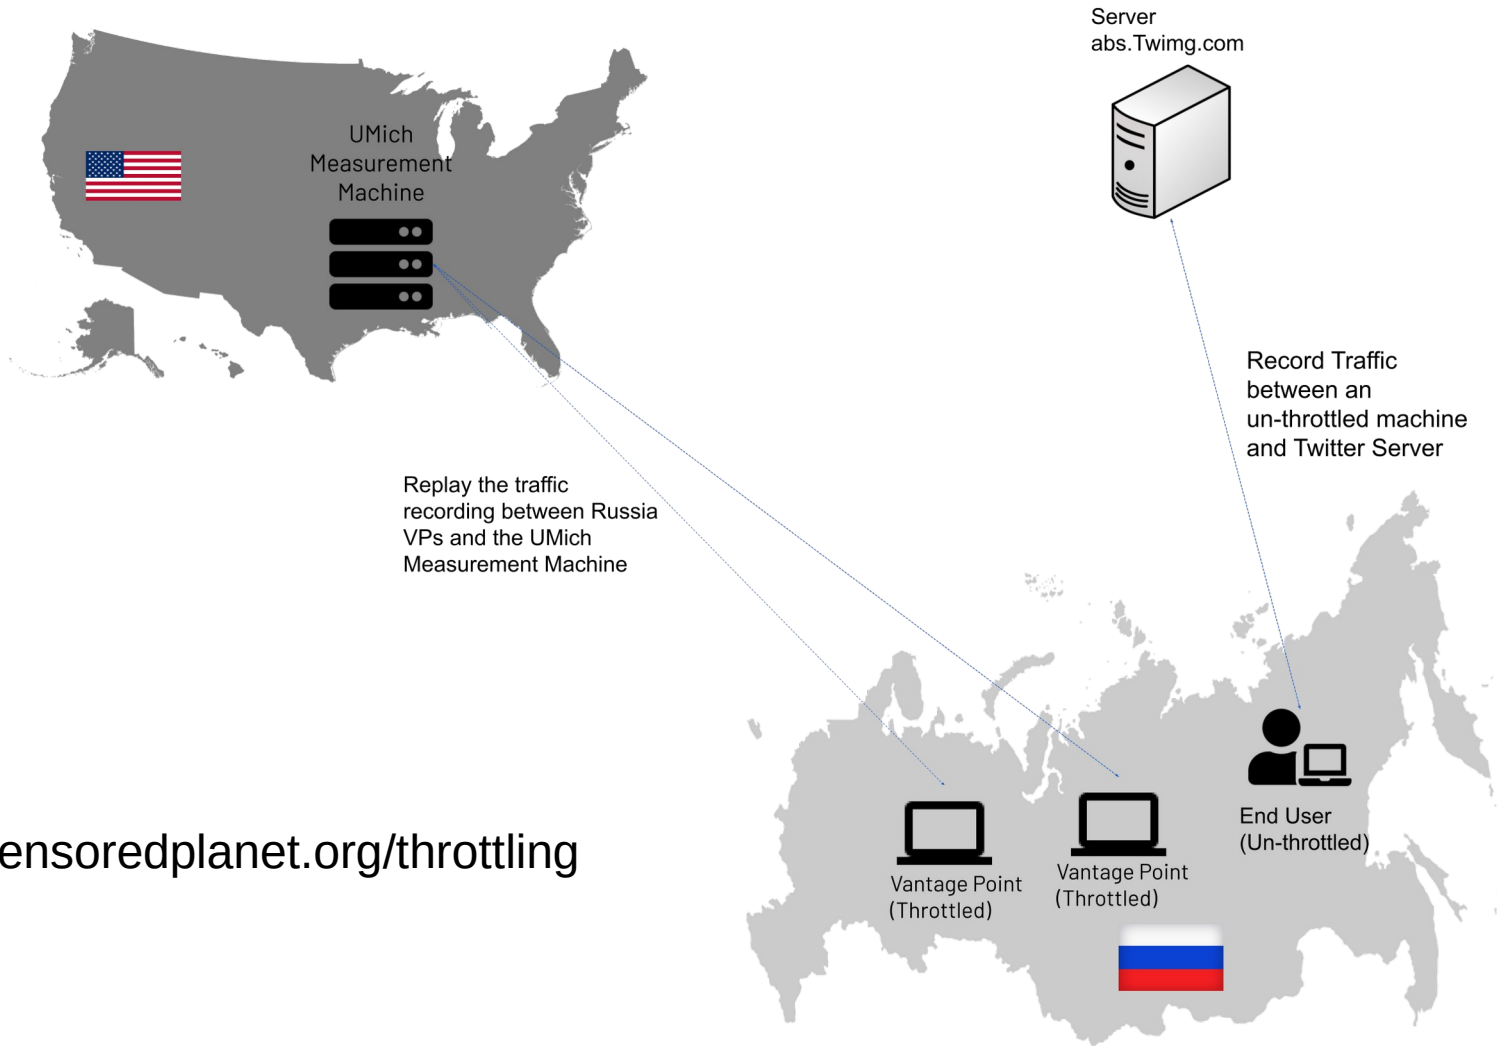 Server
abs.Twimg.com
UMich
Measurement
Machine
Record Traffic
between an
un-throttled machine
and Twitter Server
Replay the traffic
recording between Russia
VPs and the UMich
Measurement Machine
End User
(Un-throttled)
ensoredplanet.org/throttling
Vantage Point
(Throttled)
Vantage Point
(Throttled)